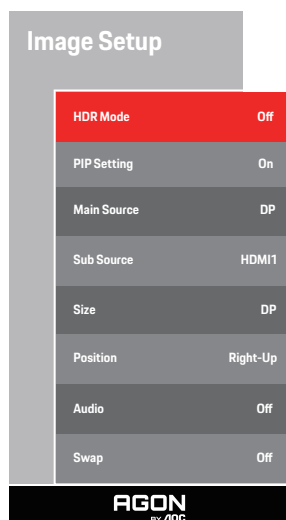 Image Setup
HDR Mode Off
PIP Setting On
Main Source DP
Sub Source HDMI1
Size DP
Position Right-Up
Audio Off
Swap Off
AGON
BY AOC